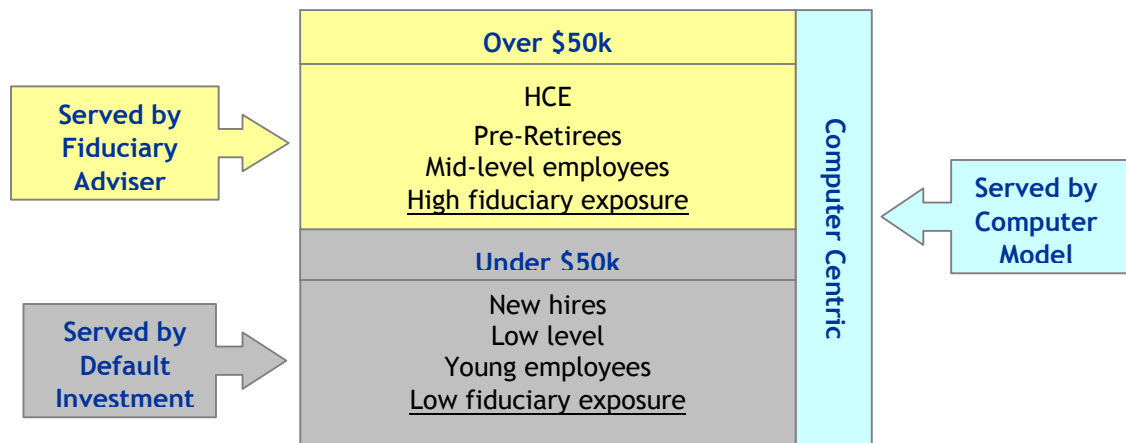 Over $50k
HCE
Pre-Retirees
Mid-level employees
High fiduciary exposure
Served by
Fiduciary
Adviser
Under $50k
New hires
Low level
Young employees
Low fiduciary exposure
Served by
Default
Investment
Computer Centric
Served by
Computer
Model